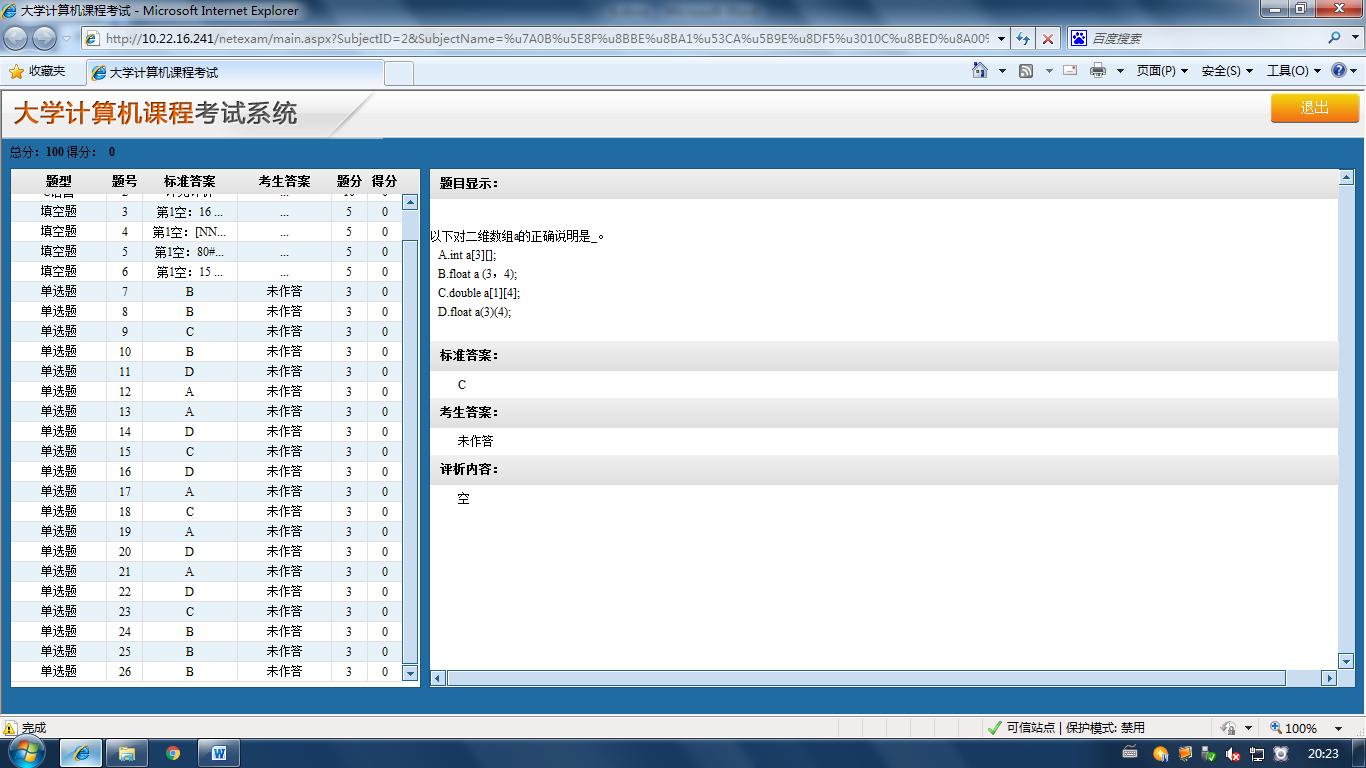 大学计算机课程考试 - Microsoft Internet Explorer
http://10.22.16.241/netexam/main.aspx?SubjectID=2&SubjectName=%u7A0B%u5E8F%u8BBE%u8BA1%u53CA%u5B9E%u8DF5%u3010C%u8BED%u8A00%
百度搜索
收藏夹
大学计算机课程考试
页面(P)
安全(S)
工具(O)
大学计算机课程考试系统
退出
总分：100 得分： 0
题型 题号 标准答案 考生答案 题分 得分
填空题 3 第1空：16 ... ... 5 0
填空题 4 第1空：[NN... ... 5 0
填空题 5 第1空：80#... ... 5 0
填空题 6 第1空：15 ... ... 5 0
单选题 7 B 未作答 3 0
单选题 8 B 未作答 3 0
单选题 9 C 未作答 3 0
单选题 10 B 未作答 3 0
单选题 11 D 未作答 3 0
单选题 12 A 未作答 3 0
单选题 13 A 未作答 3 0
单选题 14 D 未作答 3 0
单选题 15 C 未作答 3 0
单选题 16 D 未作答 3 0
单选题 17 A 未作答 3 0
单选题 18 C 未作答 3 0
单选题 19 A 未作答 3 0
单选题 20 D 未作答 3 0
单选题 21 A 未作答 3 0
单选题 22 D 未作答 3 0
单选题 23 C 未作答 3 0
单选题 24 B 未作答 3 0
单选题 25 B 未作答 3 0
单选题 26 B 未作答 3 0
题目显示：
以下对二维数组a的正确说明是_。
A.int a[3][];
B.float a (3，4);
C.double a[1][4];
D.float a(3)(4);
标准答案：
C
考生答案：
未作答
评析内容：
空
完成
可信站点 | 保护模式: 禁用
100%
20:23